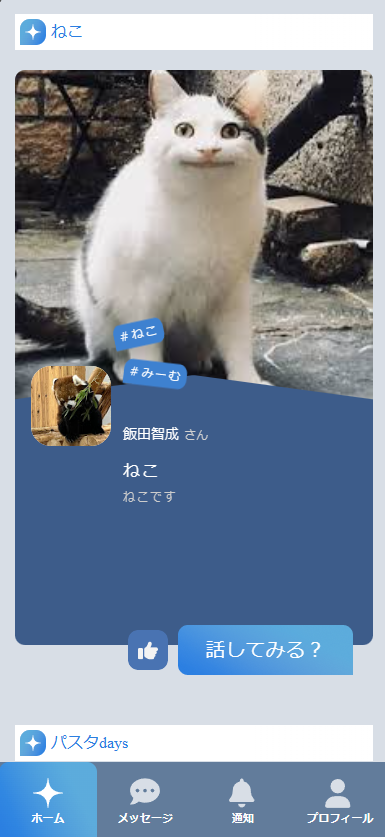 ねこ
#ねこ
#みーむ
飯田智成 さん
ねこ
ねこです
話してみる？
パスタdays
ホーム
メッセージ
通知
プロフィール